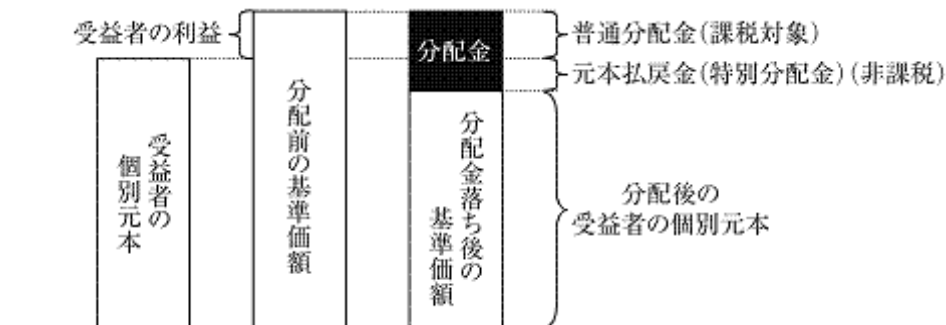 受益者の利益
分配金
普通分配金(課税対象)
元本払戻金(特別分配金)(非課税)
受益者の
個別元本
分配前の基準価額
分配金落ち後の
基準価額
分配後の
受益者の個別元本